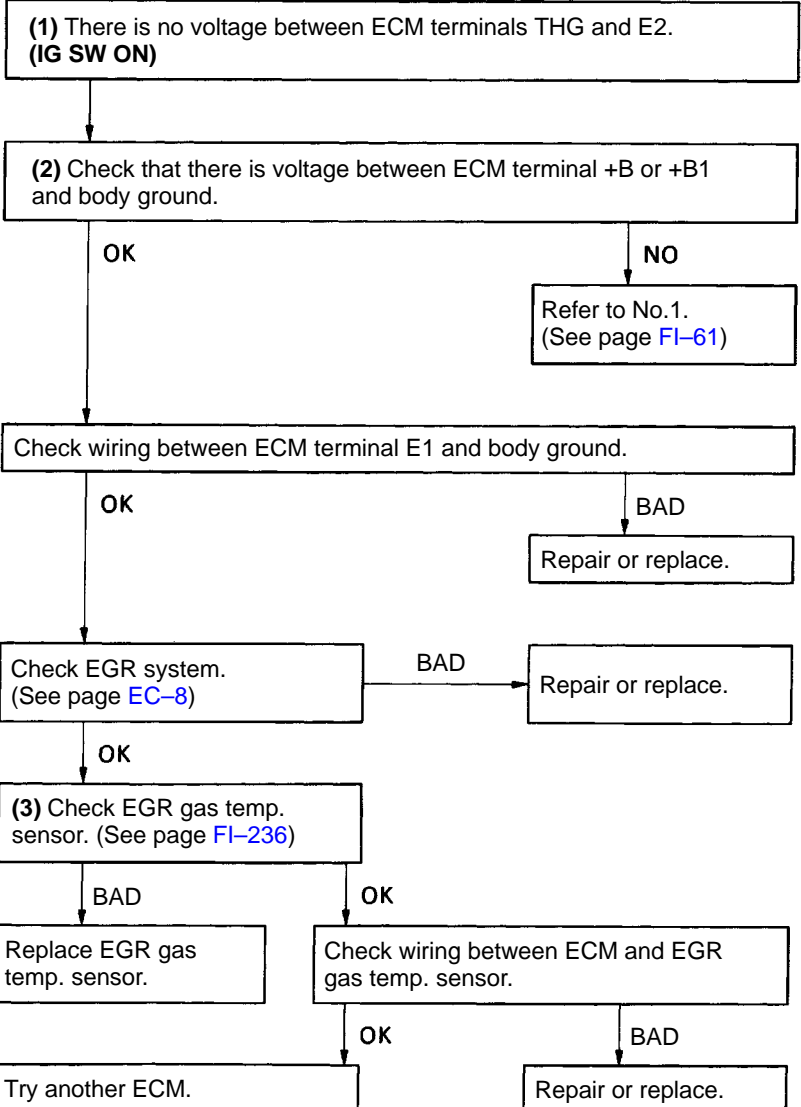 (1) There is no voltage between ECM terminals THG and E2.
(IG SW ON)
(2) Check that there is voltage between ECM terminal +B or +B1
and body ground.
OK
NO
Refer to No.1.
(See page FI–61)
Check wiring between ECM terminal E1 and body ground.
OK
BAD
Repair or replace.
Check EGR system.
(See page EC–8)
BAD
Repair or replace.
OK
(3) Check EGR gas temp.
sensor. (See page FI–236)
BAD
OK
Replace EGR gas
temp. sensor.
Check wiring between ECM and EGR
gas temp. sensor.
OK
BAD
Try another ECM.
Repair or replace.